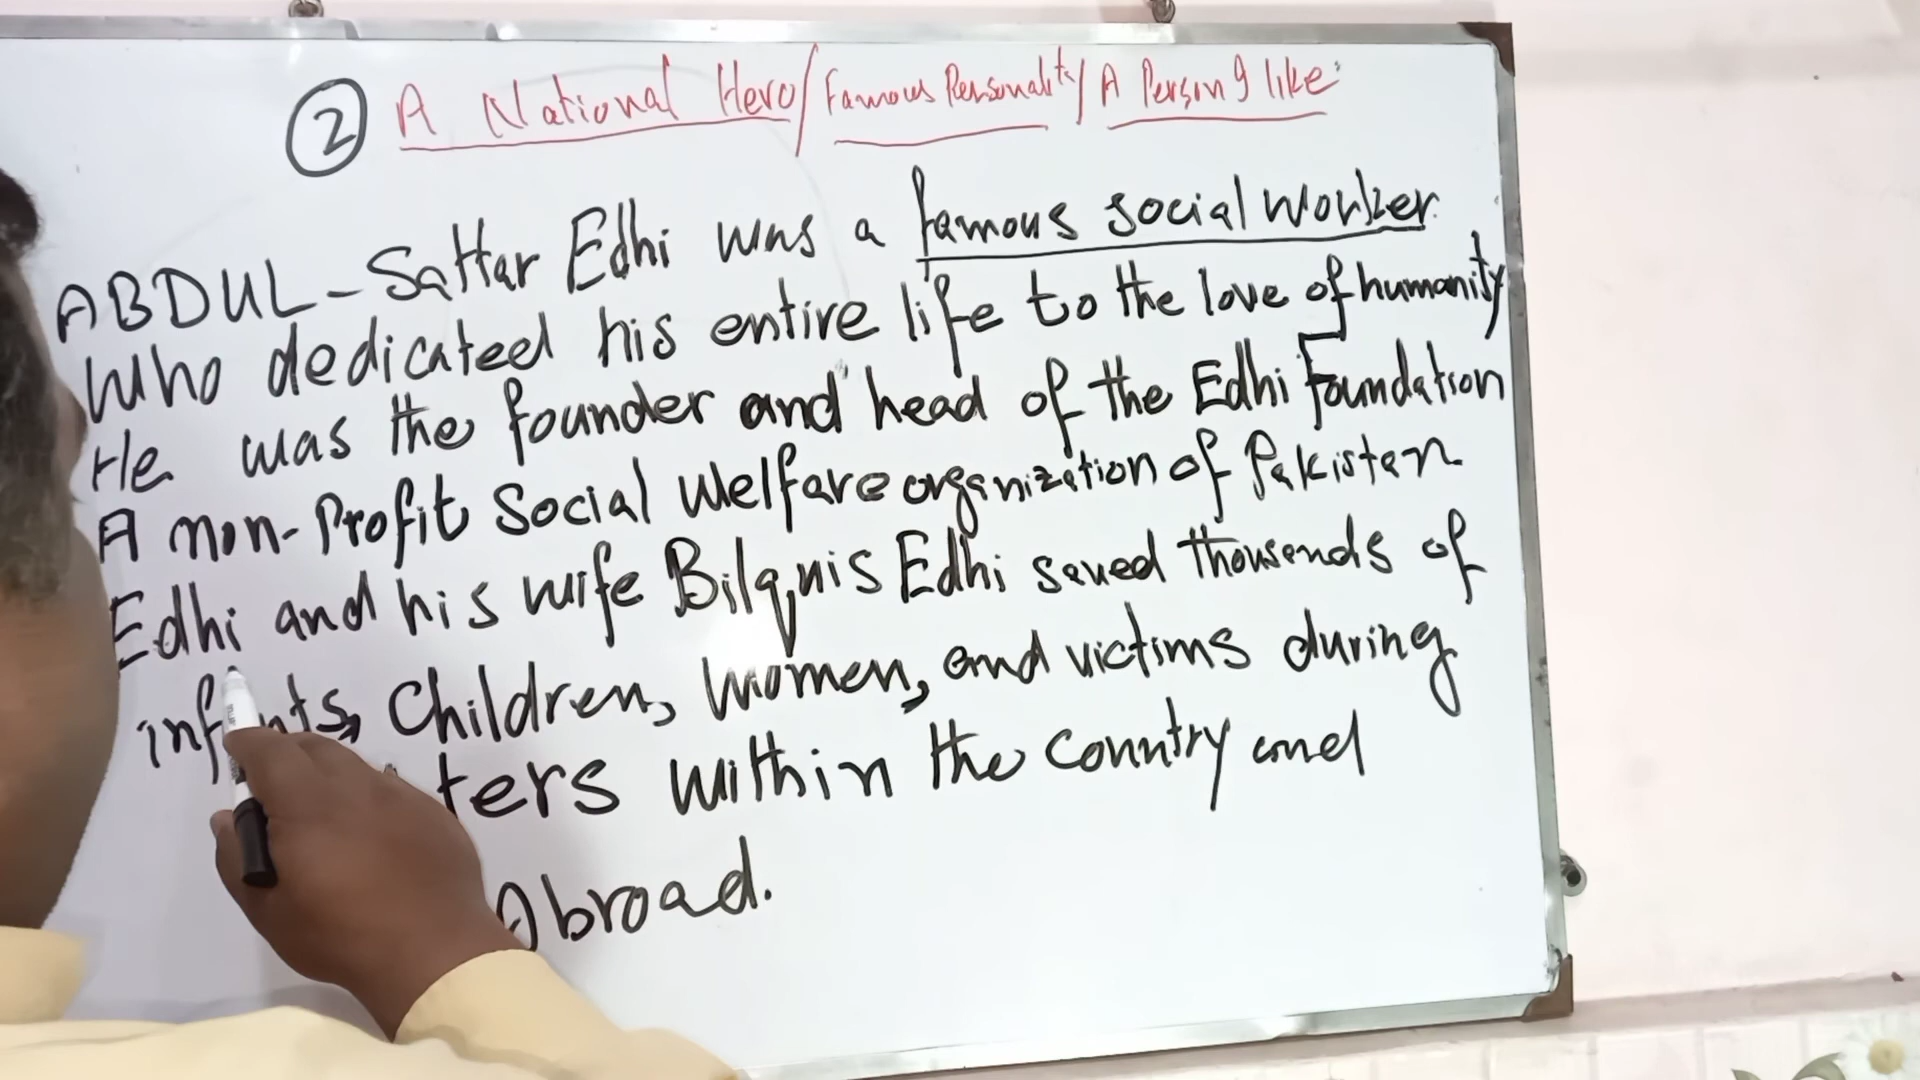 ② A National Hero/Famous Personality/A Person I like:
ABDUL-Sattar Edhi was a famous social worker
Who dedicated his entire life to the love of humanity
He was the founder and head of the Edhi Foundation
A non-Profit Social Welfare organization of Pakistan
Edhi and his wife Bilquis Edhi saved thousands of
children, women, and victims during
within the country and
Abroad.